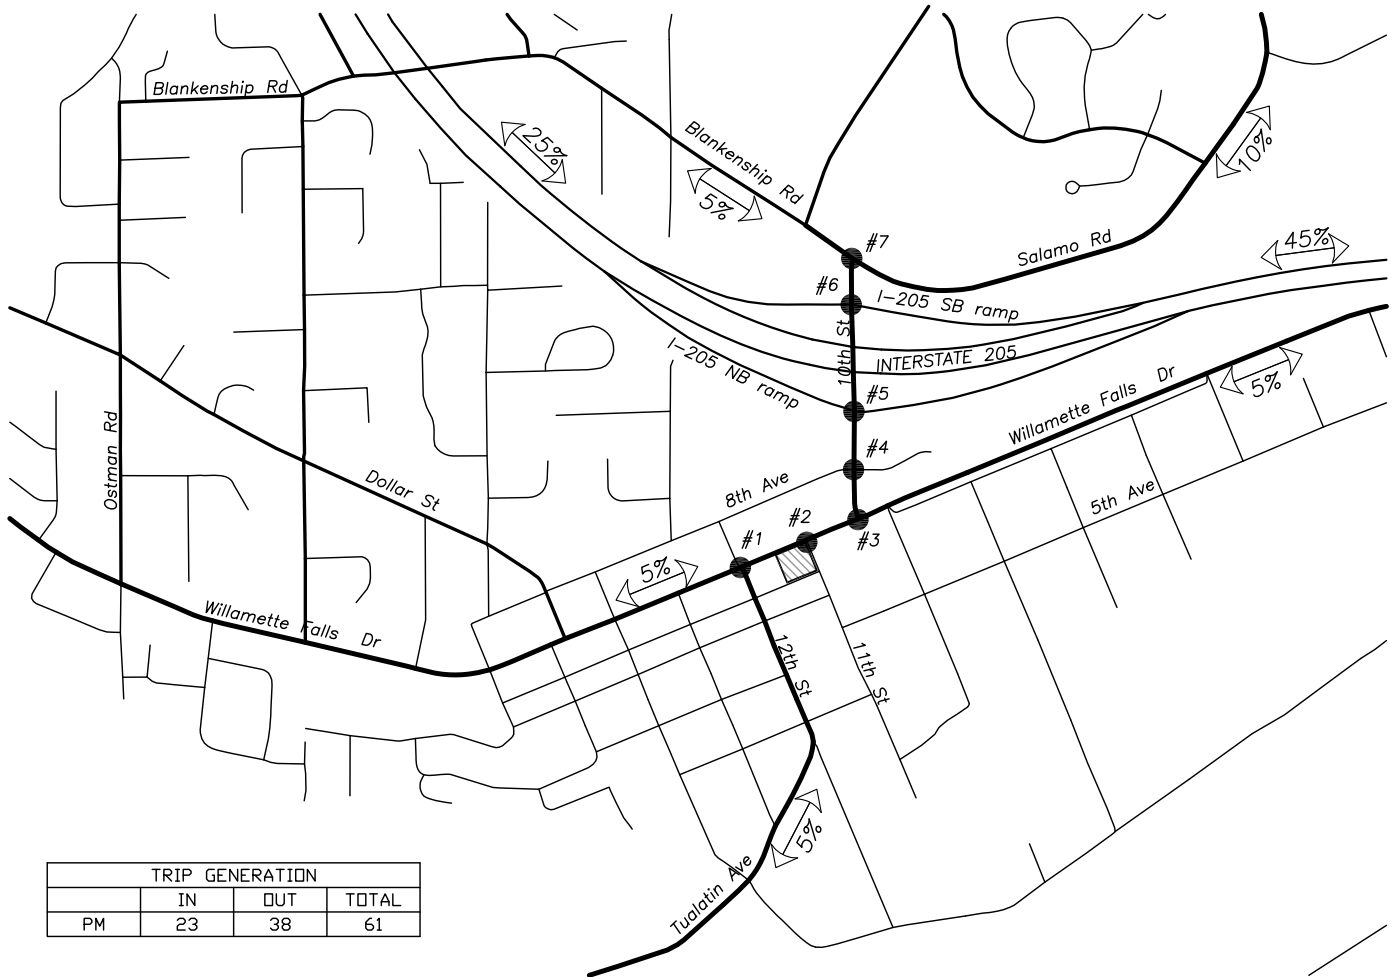 Blankenship Rd
25%
Blankenship Rd
5%
10%
Salamo Rd
45%
#7
#6
I-205 SB ramp
10th St
INTERSTATE 205
I-205 NB ramp
#5
Willamette Falls Dr
5%
Ostman Rd
Dollar St
#4
8th Ave
5th Ave
#2
#3
#1
5%
Willamette Falls Dr
12th St
11th St
5%
Tualatin Ave
TRIP GENERATION
IN OUT TOTAL
PM 23 38 61